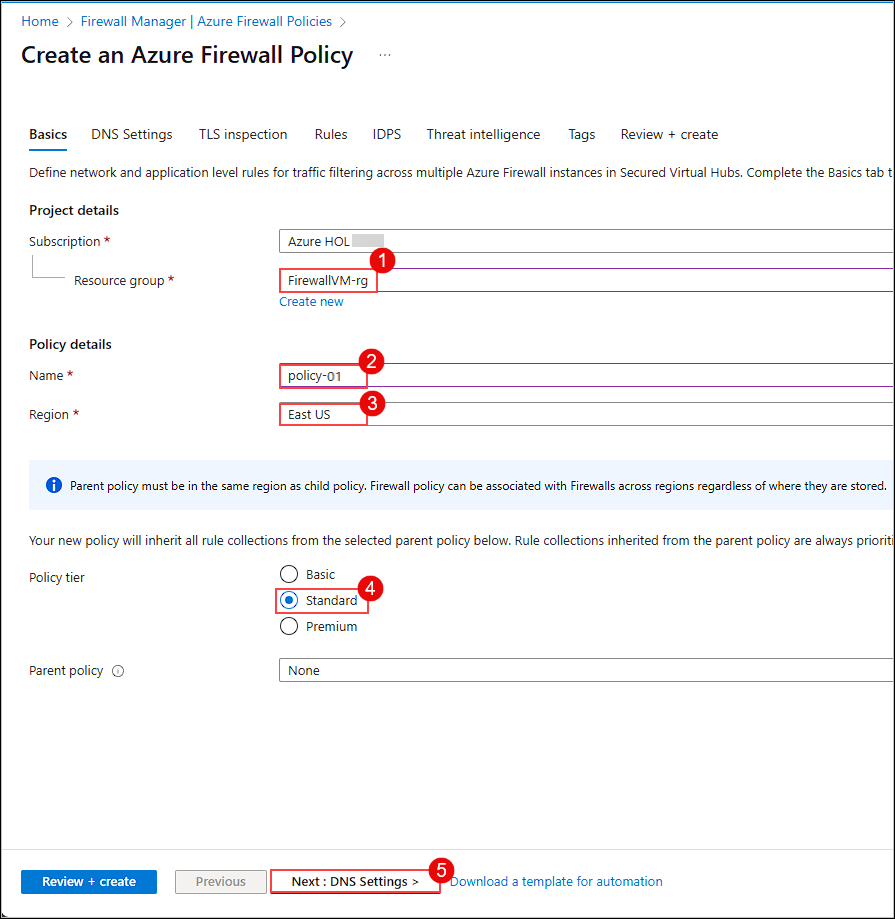 Home > Firewall Manager | Azure Firewall Policies >
Create an Azure Firewall Policy ...
Basics DNS Settings TLS inspection Rules IDPS Threat intelligence Tags Review + create
Define network and application level rules for traffic filtering across multiple Azure Firewall instances in Secured Virtual Hubs. Complete the Basics tab t
Project details
Subscription * Azure HOL
1
Resource group * FirewallVM-rg
Create new
Policy details
2
Name * policy-01
3
Region * East US
Parent policy must be in the same region as child policy. Firewall policy can be associated with Firewalls across regions regardless of where they are stored.
Your new policy will inherit all rule collections from the selected parent policy below. Rule collections inherited from the parent policy are always prioriti
Policy tier Basic
4
Standard
Premium
Parent policy None
5
Review + create Previous Next : DNS Settings > Download a template for automation